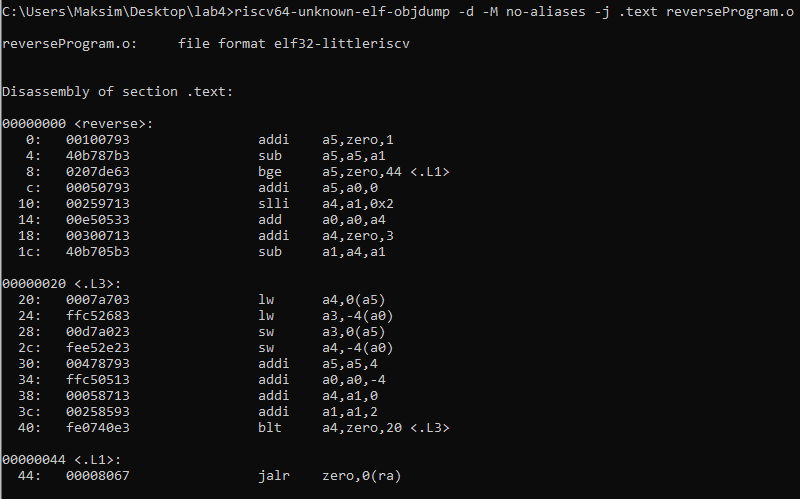 C:\Users\Maksim\Desktop\lab4>riscv64-unknown-elf-objdump -d -M no-aliases -j .text reverseProgram.o
reverseProgram.o:     file format elf32-littleriscv
Disassembly of section .text:
00000000 <reverse>:
   0:   00100793                addi    a5,zero,1
   4:   40b787b3                sub     a5,a5,a1
   8:   0207de63                bge     a5,zero,44 <.L1>
   c:   00050793                addi    a5,a0,0
  10:   00259713                slli    a4,a1,0x2
  14:   00e50533                add     a0,a0,a4
  18:   00300713                addi    a4,zero,3
  1c:   40b705b3                sub     a1,a4,a1
00000020 <.L3>:
  20:   0007a703                lw      a4,0(a5)
  24:   ffc52683                lw      a3,-4(a0)
  28:   00d7a023                sw      a3,0(a5)
  2c:   fee52e23                sw      a4,-4(a0)
  30:   00478793                addi    a5,a5,4
  34:   ffc50513                addi    a0,a0,-4
  38:   00058713                addi    a4,a1,0
  3c:   00258593                addi    a1,a1,2
  40:   fe0740e3                blt     a4,zero,20 <.L3>
00000044 <.L1>:
  44:   00008067                jalr    zero,0(ra)